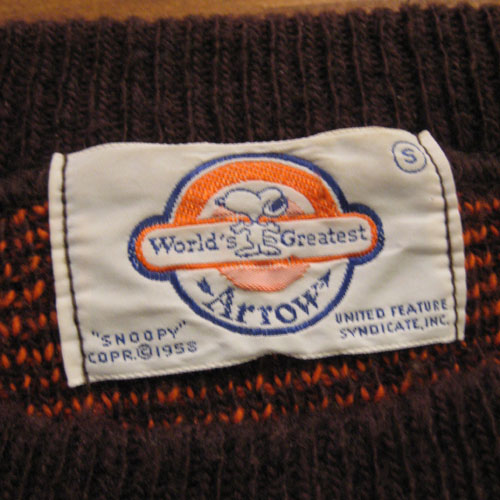 S
World's Greatest
Arrow
"SNOOPY"
COPR.©1958
UNITED FEATURE
SYNDICATE, INC.